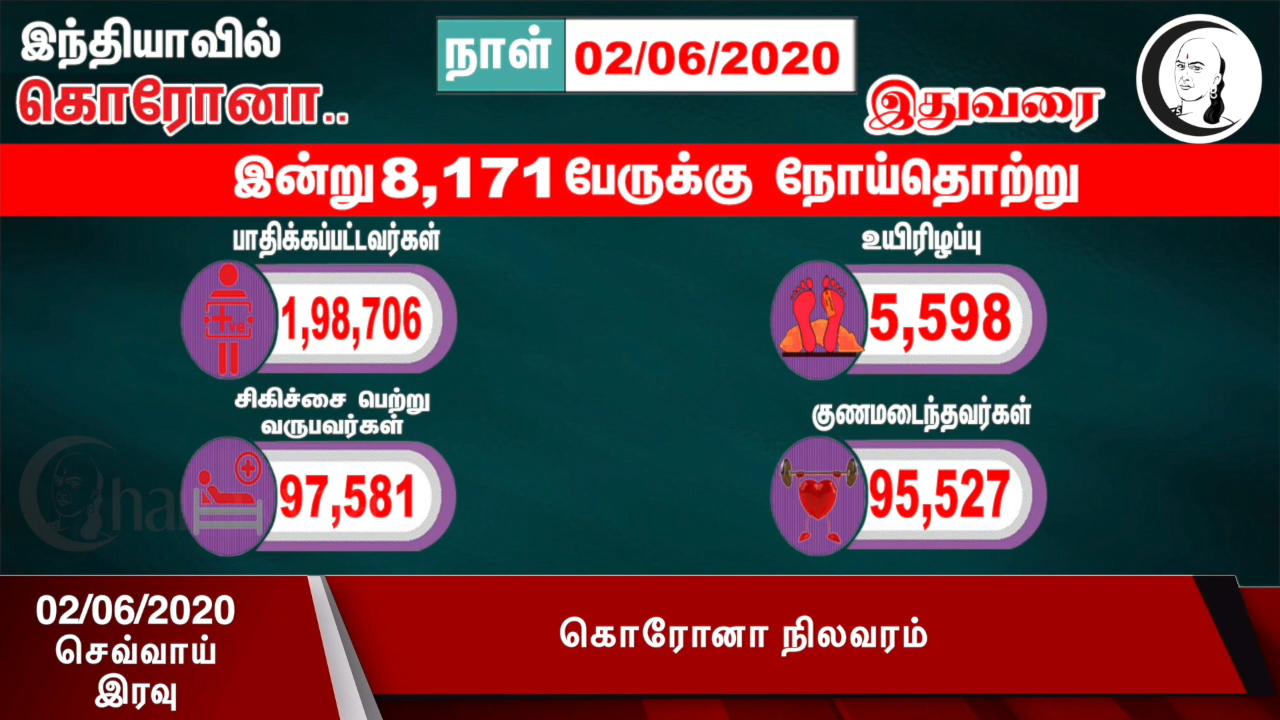 இந்தியாவில்
கொரோனா..
நாள் 02/06/2020
இதுவரை
இன்று 8,171 பேருக்கு நோய்தொற்று
பாதிக்கப்பட்டவர்கள்
+ve
1,98,706
உயிரிழப்பு
5,598
சிகிச்சை பெற்று
வருபவர்கள்
97,581
குணமடைந்தவர்கள்
95,527
02/06/2020
செவ்வாய்
இரவு
கொரோனா நிலவரம்